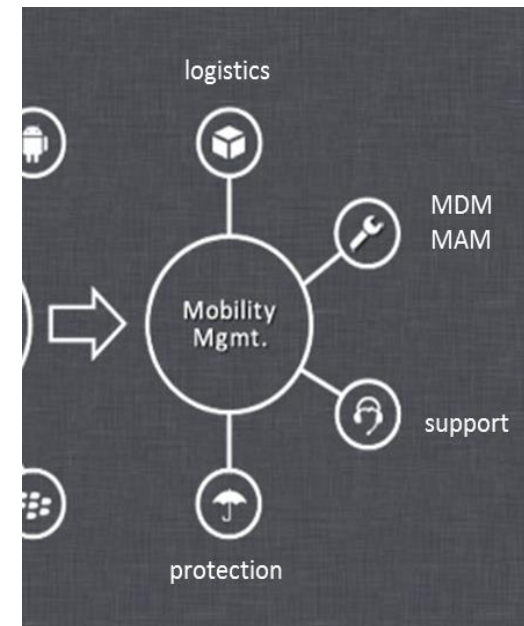 logistics
MDM
MAM
Mobility
Mgmt.
support
protection